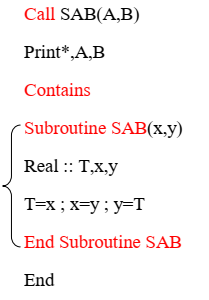 Call SAB(A,B)
Print*,A,B
Contains
Subroutine SAB(x,y)
Real :: T,x,y
T=x ; x=y ; y=T
End Subroutine SAB
End